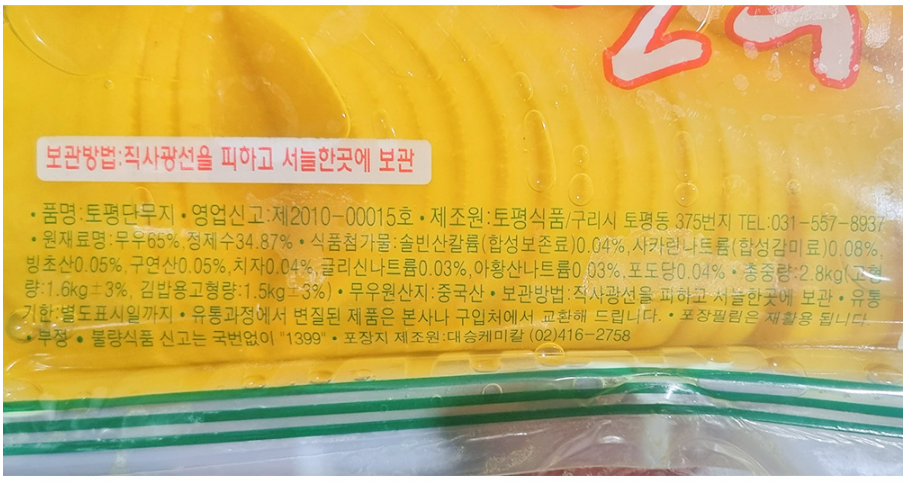 보관방법:직사광선을 피하고 서늘한곳에 보관
• 품명:토평단무지 • 영업신고:제2010-00015호 • 제조원:토평식품/구리시 토평동 375번지 TEL:031-557-8937
• 원재료명:무우65%,정제수34.87% • 식품첨가물:솔빈산칼륨(합성보존료)0.04%,사카란나트륨(합성감미료)0.08%,
빙초산0.05%,구연산0.05%,치자0.04%,글리신나트륨0.03%,아황산나트륨0.03%,포도당0.04% • 총중량:2.8kg(고형
량:1.6kg±3%, 김밥용고형량:1.5kg±3%) • 무우원산지:중국산 • 보관방법:직사광선을 피하고 서늘한곳에 보관 • 유통
기한:별도표시일까지 • 유통과정에서 변질된 제품은 본사나 구입처에서 교환해 드립니다. • 포장필림은 재활용 됩니다.
• 부정 • 불량식품 신고는 국번없이 "1399" • 포장지 제조원:대승케미칼 (02)416-2758